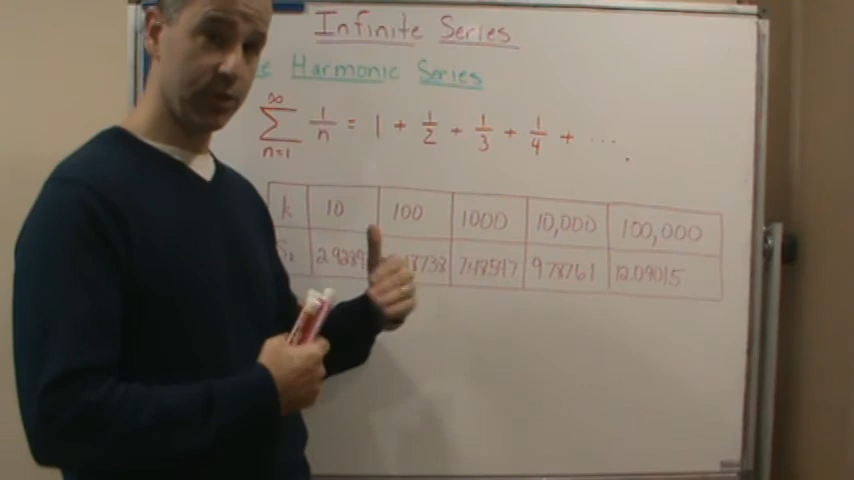 Infinite Series
Harmonic Series
∞ ∑ n=1 1/n = 1 + 1/2 + 1/3 + 1/4 + ....
k 10 100 1000 10,000 100,000
7.48547 9.78761 12.09015